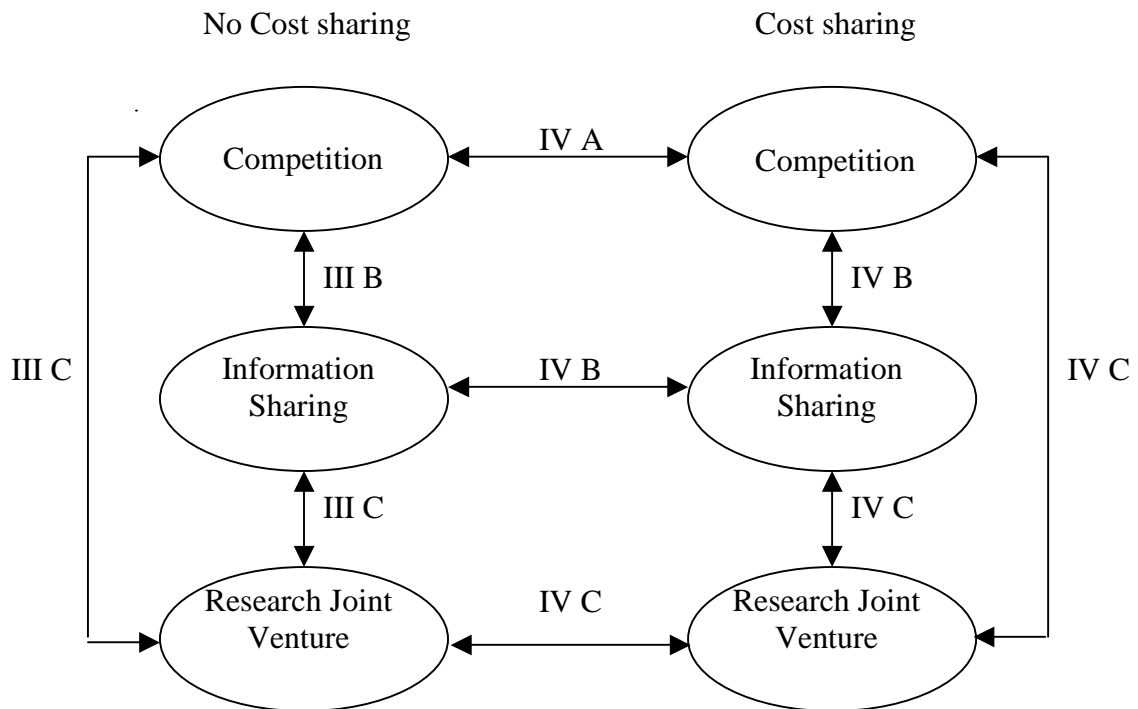 No Cost sharing
Cost sharing
Competition
IV A
Competition
III B
IV B
III C
Information
Sharing
IV B
Information
Sharing
IV C
III C
IV C
Research Joint
Venture
IV C
Research Joint
Venture